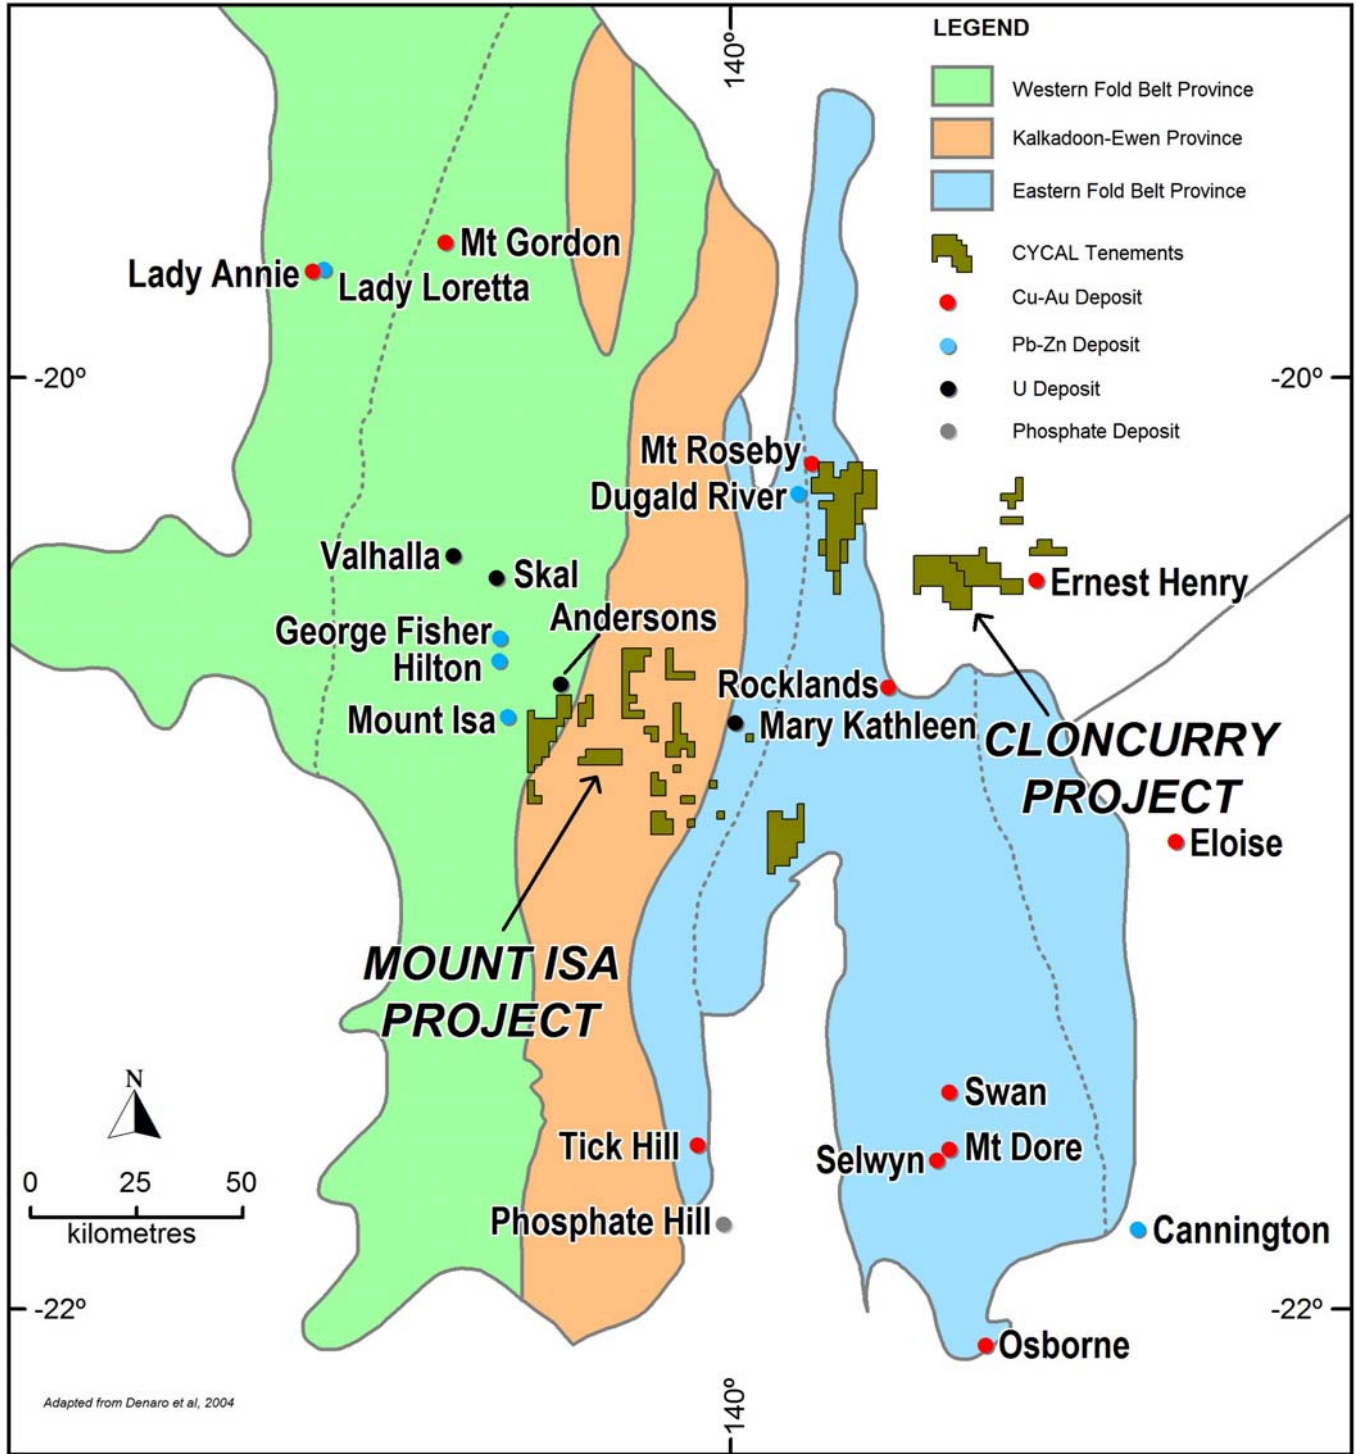 140º
LEGEND
Western Fold Belt Province
Kalkadoon-Ewen Province
Eastern Fold Belt Province
CYCAL Tenements
Cu-Au Deposit
Pb-Zn Deposit
U Deposit
Phosphate Deposit
Mt Gordon
Lady Annie
Lady Loretta
-20º
-20º
Mt Roseby
Dugald River
Valhalla
Skal
Ernest Henry
Andersons
George Fisher
Hilton
Rocklands
Mount Isa
Mary Kathleen
CLONCURRY
PROJECT
Eloise
MOUNT ISA
PROJECT
N
Swan
Tick Hill
Mt Dore
Selwyn
0 25 50
kilometres
Phosphate Hill
Cannington
-22º
-22º
Osborne
Adapted from Denaro et al, 2004
140º